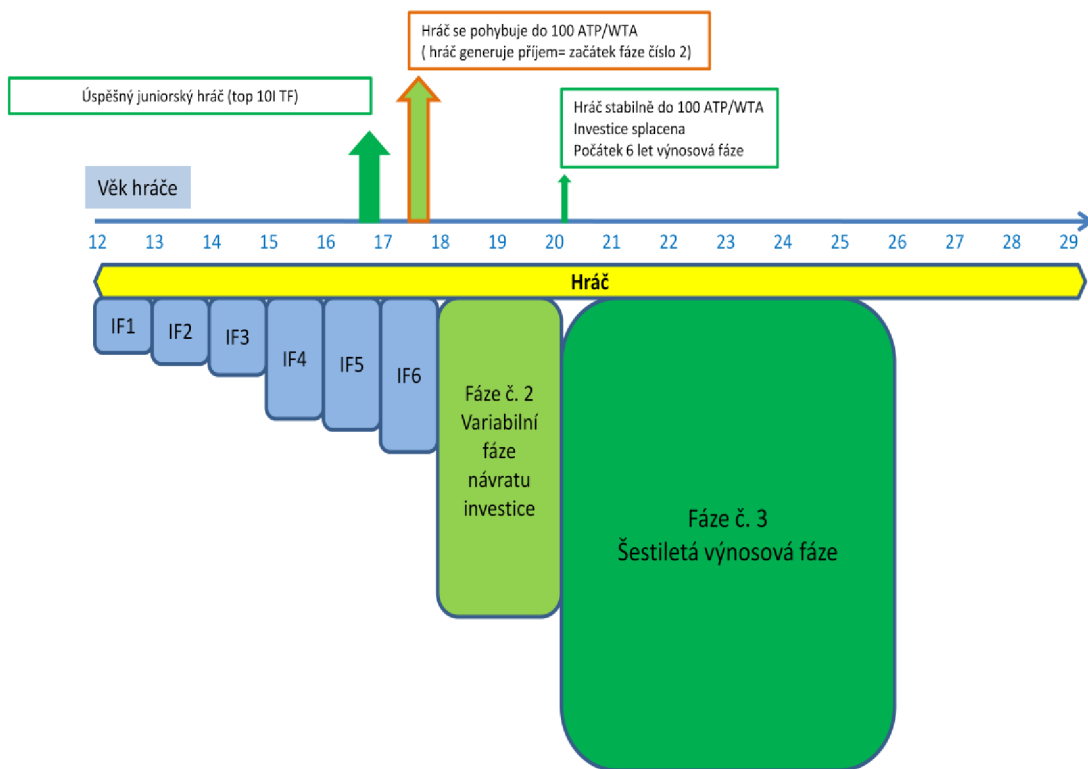 Hráč se pohybuje do 100 ATP/WTA
( hráč generuje příjem= začátek fáze číslo 2)
Úspěšný juniorský hráč (top 10I TF)
Hráč stabilně do 100 ATP/WTA
Investice splacena
Počátek 6 let výnosová fáze
Věk hráče
12 13 14 15 16 17 18 19 20 21 22 23 24 25 26 27 28 29
Hráč
IF1 IF2 IF3 IF4 IF5 IF6
Fáze č. 2
Variabilní
fáze
návratu
investice
Fáze č. 3
Šestiletá výnosová fáze